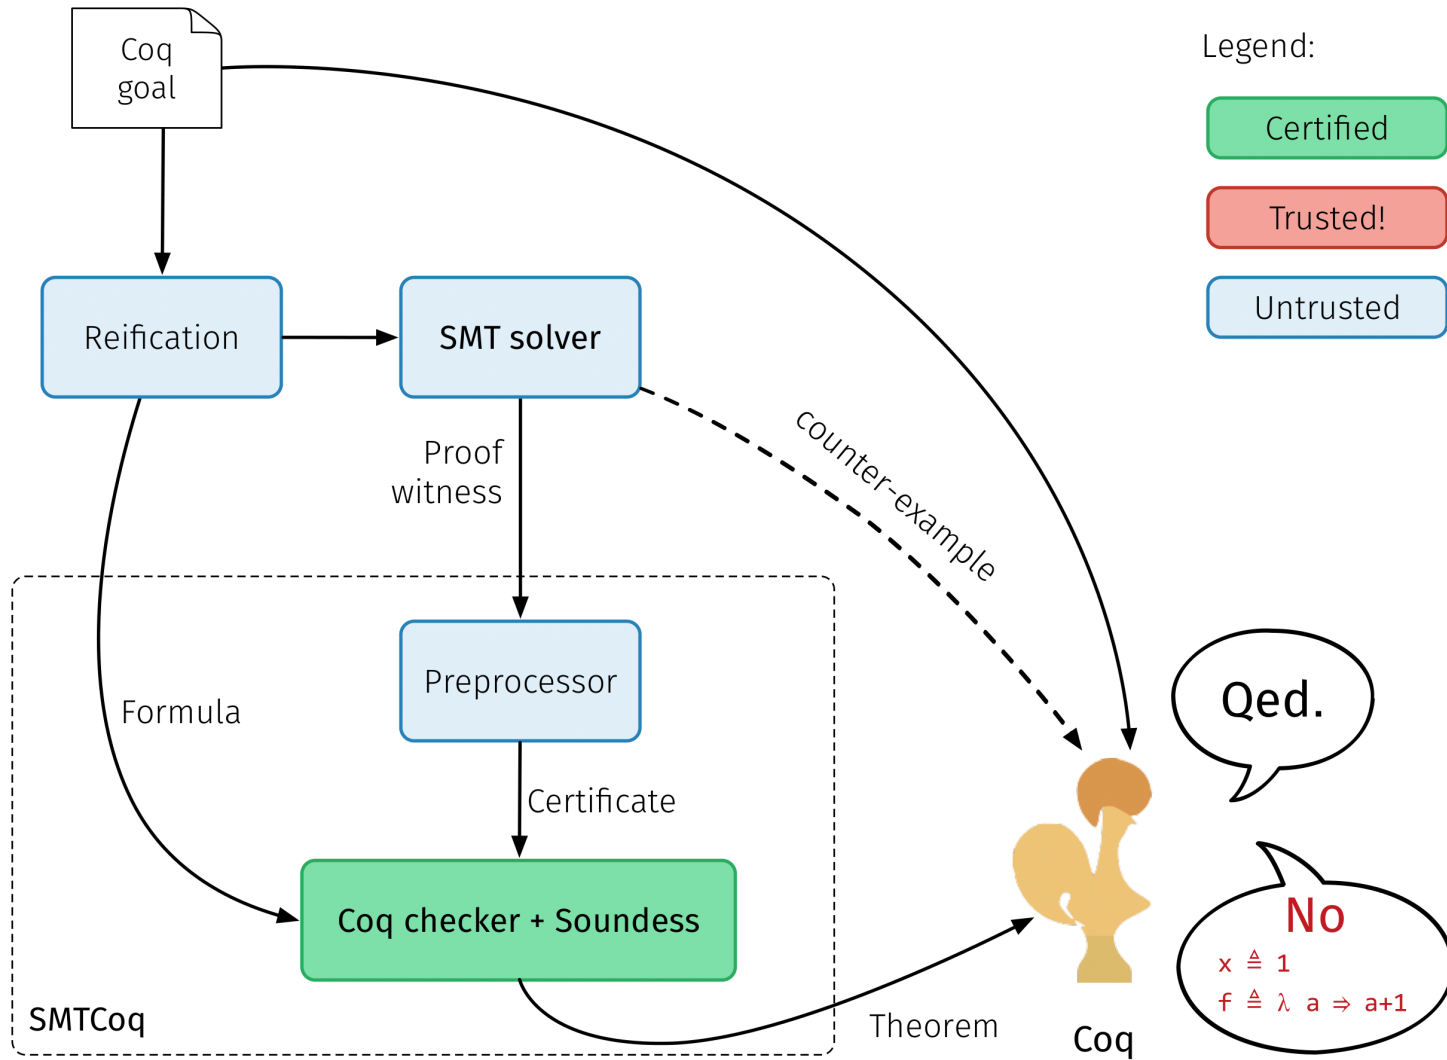 Coq
goal
Legend:
Certified
Trusted!
Untrusted
Reification
SMT solver
Proof
witness
counter-example
Preprocessor
Qed.
Formula
Certificate
Coq checker + Soundess
No
x ≜ 1
f ≜ λ a ⇒ a+1
SMTCoq
Theorem
Coq